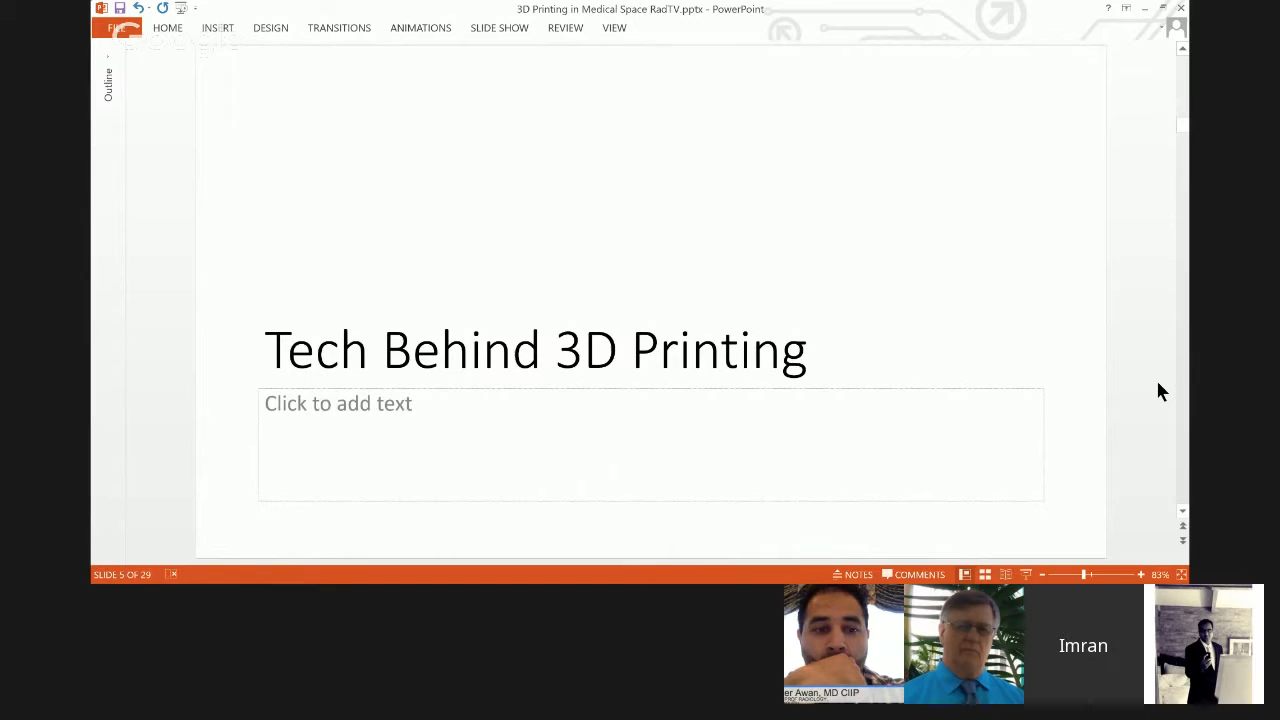 3D Printing in Medical Space RadTV.pptx - PowerPoint
FILE HOME INSERT DESIGN TRANSITIONS ANIMATIONS SLIDE SHOW REVIEW VIEW
Outline
Tech Behind 3D Printing
Click to add text
SLIDE 5 OF 29
NOTES COMMENTS 83%
Imran
er Awan, MD CIIP